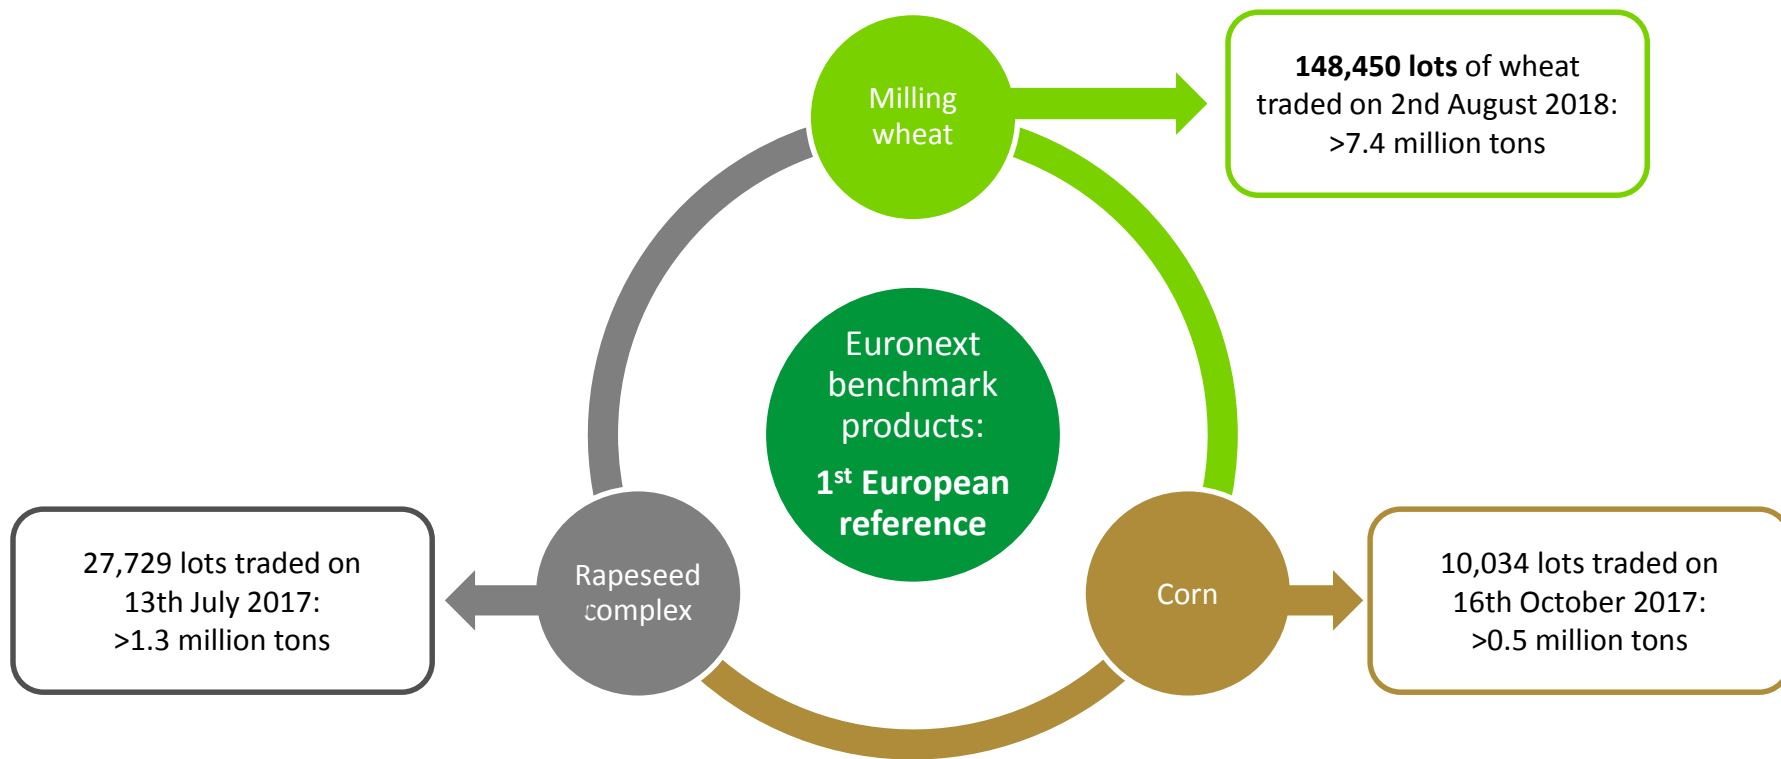 Milling
wheat
148,450 lots of wheat
traded on 2nd August 2018:
>7.4 million tons
Euronext
benchmark
products:
1st European
reference
27,729 lots traded on
13th July 2017:
>1.3 million tons
Rapeseed
complex
Corn
10,034 lots traded on
16th October 2017:
>0.5 million tons